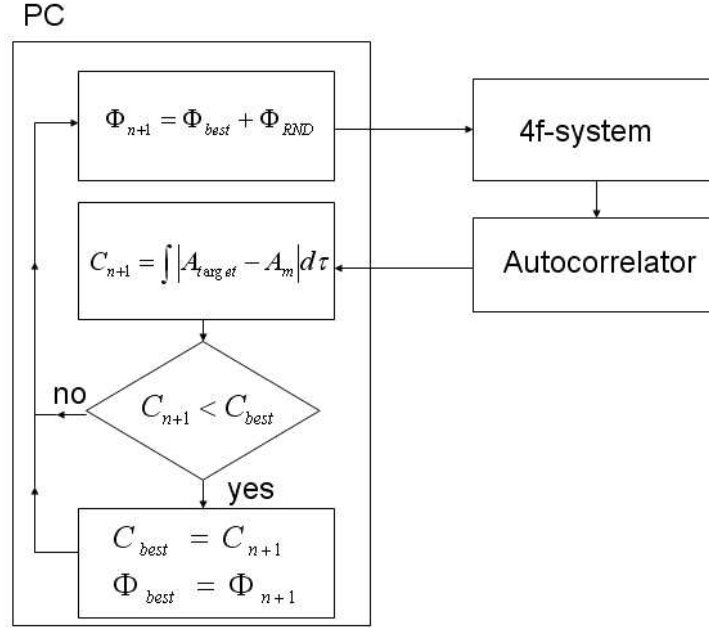 PC
Φ_{n+1} = Φ_{best} + Φ_{RND}
4f-system
C_{n+1} = ∫|A_{target} − A_m|dτ
Autocorrelator
no
C_{n+1} < C_{best}
yes
C_{best} = C_{n+1}
Φ_{best} = Φ_{n+1}